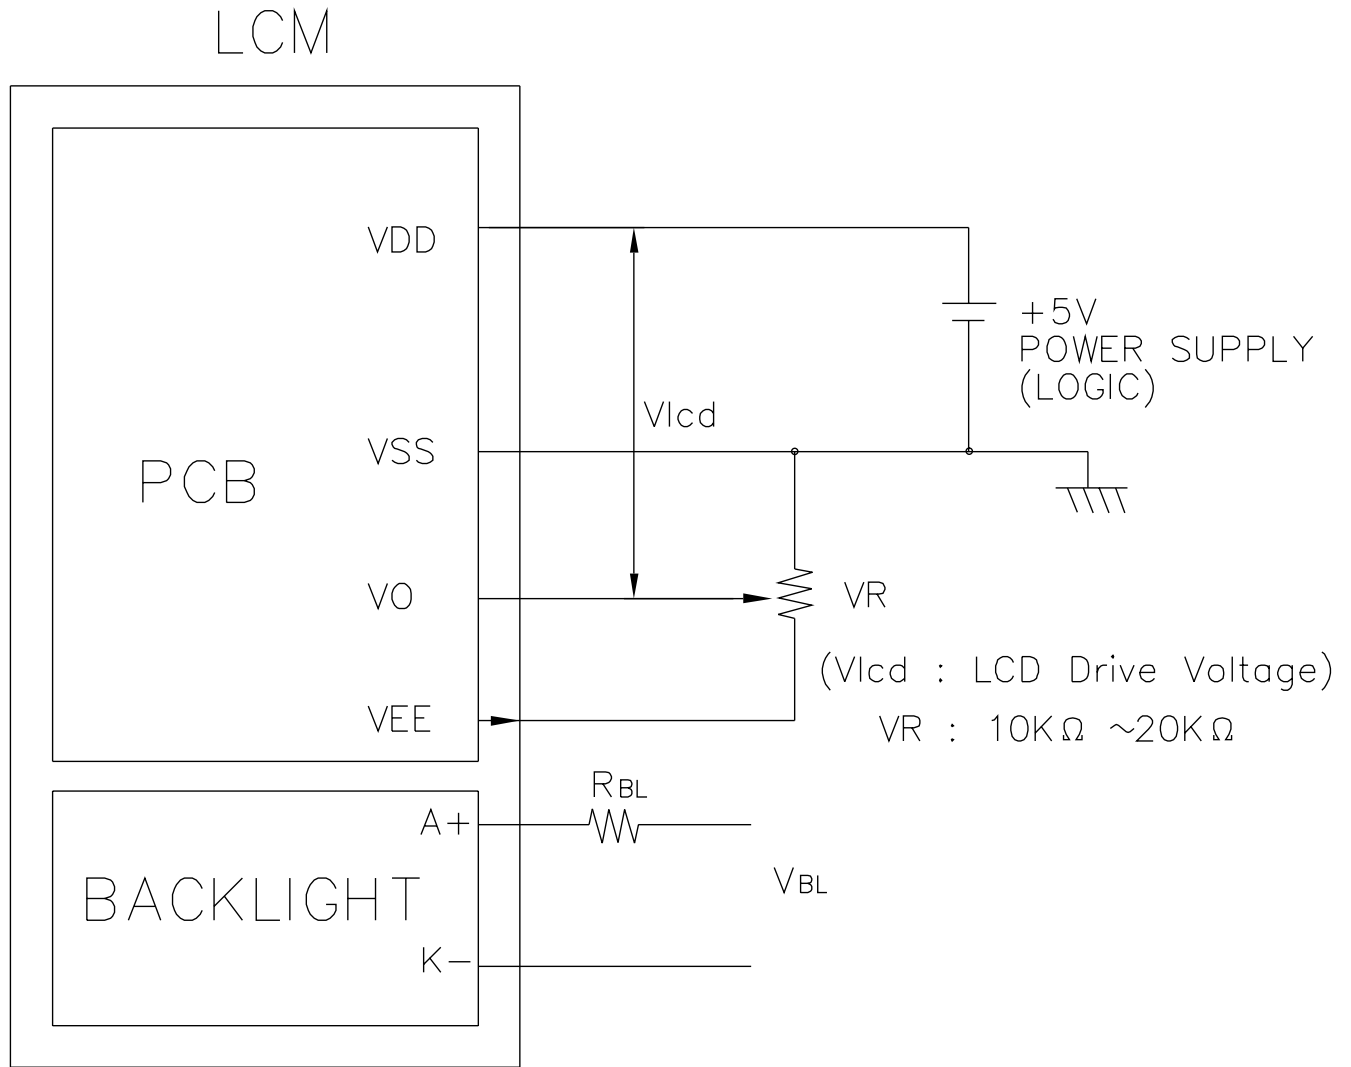 LCM
VDD
+5V
POWER SUPPLY
(LOGIC)
Vlcd
VSS
PCB
VO
VR
(Vlcd : LCD Drive Voltage)
VEE
VR : 10KΩ ~20KΩ
RBL
A+
VBL
BACKLIGHT
K−